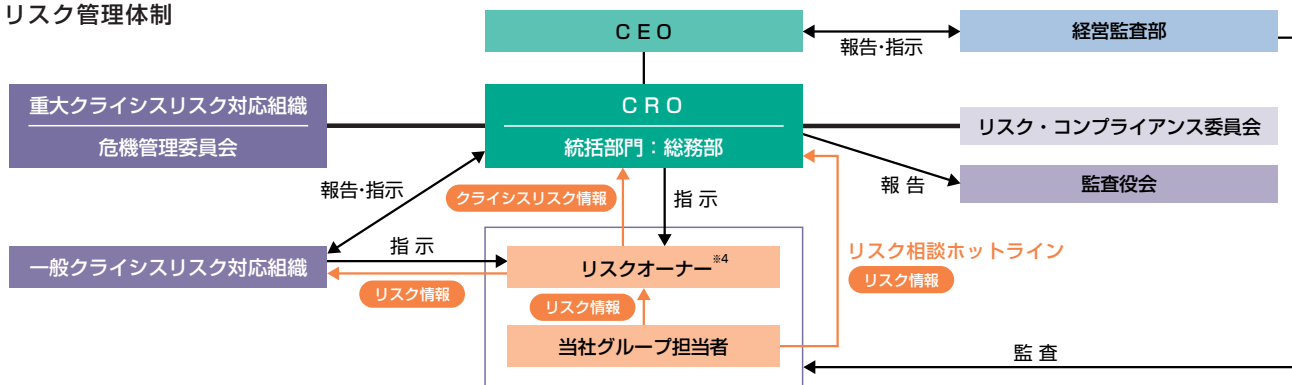 リスク管理体制
CEO
報告・指示
経営監査部
重大クライシスリスク対応組織
危機管理委員会
CRO
統括部門：総務部
リスク・コンプライアンス委員会
報告
監査役会
報告・指示
クライシスリスク情報
指示
一般クライシスリスク対応組織
指示
リスク情報
リスクオーナー※4
リスク情報
当社グループ担当者
リスク相談ホットライン
リスク情報
監査